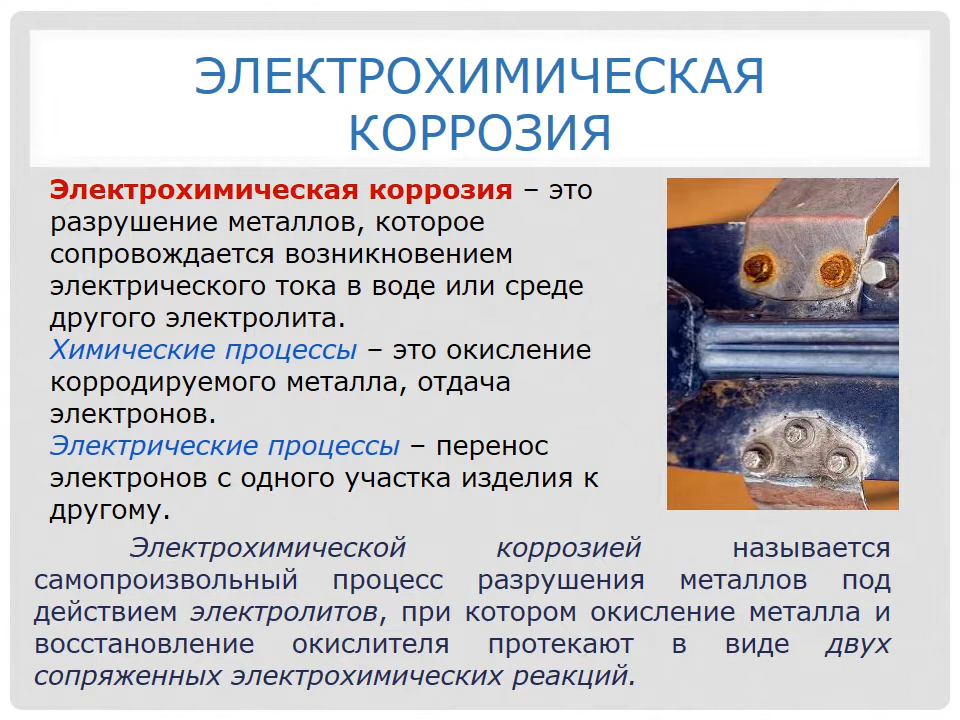 ЭЛЕКТРОХИМИЧЕСКАЯ
КОРРОЗИЯ
Электрохимическая коррозия – это
разрушение металлов, которое
сопровождается возникновением
электрического тока в воде или среде
другого электролита.
Химические процессы – это окисление
корродируемого металла, отдача
электронов.
Электрические процессы – перенос
электронов с одного участка изделия к
другому.
Электрохимической коррозией называется
самопроизвольный процесс разрушения металлов под
действием электролитов, при котором окисление металла и
восстановление окислителя протекают в виде двух
сопряженных электрохимических реакций.